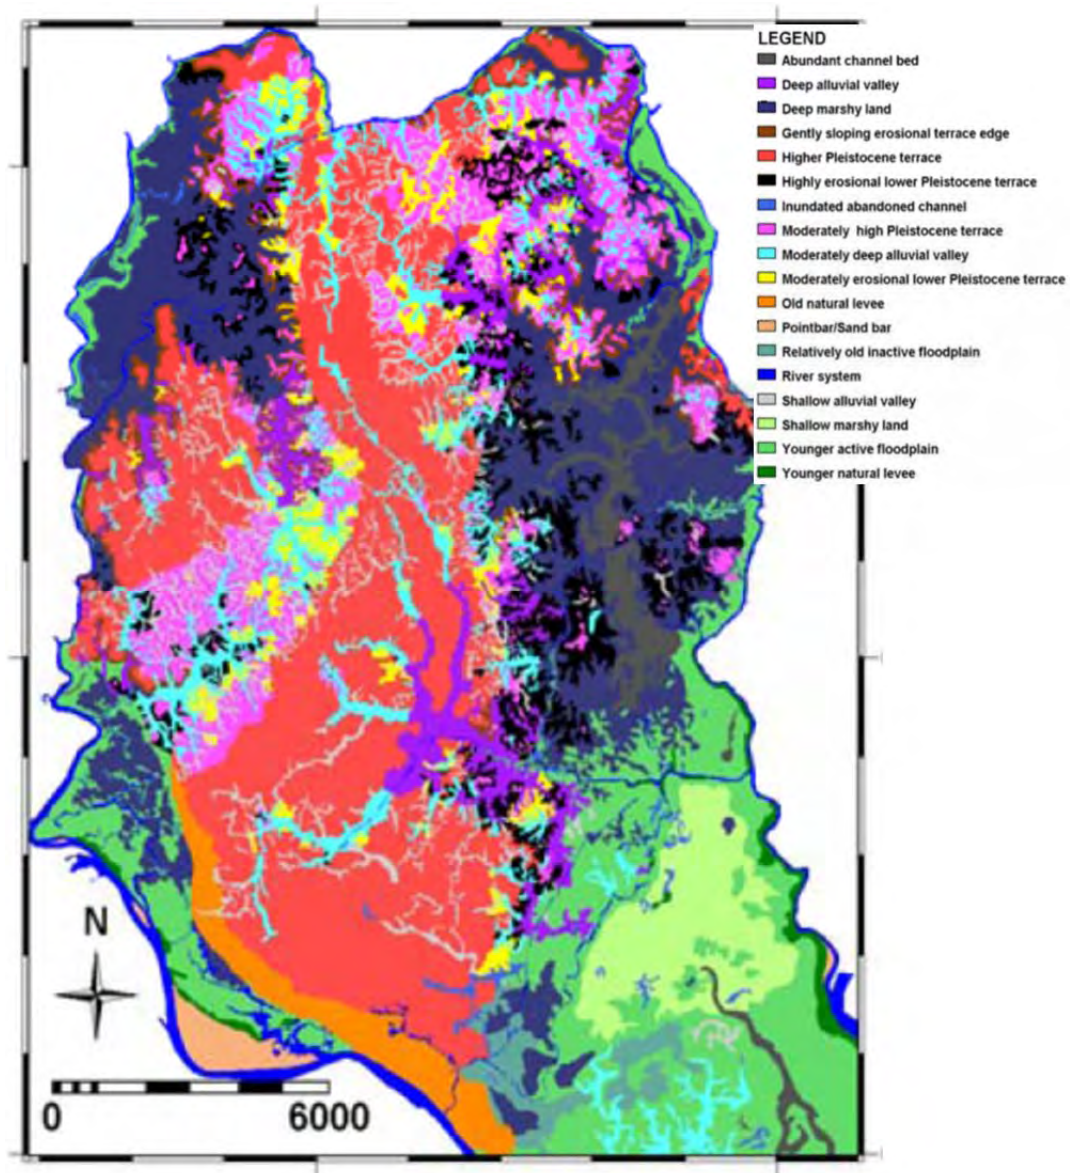 LEGEND
Abundant channel bed
Deep alluvial valley
Deep marshy land
Gently sloping erosional terrace edge
Higher Pleistocene terrace
Highly erosional lower Pleistocene terrace
Inundated abandoned channel
Moderately high Pleistocene terrace
Moderately deep alluvial valley
Moderately erosional lower Pleistocene terrace
Old natural levee
Pointbar/Sand bar
Relatively old inactive floodplain
River system
Shallow alluvial valley
Shallow marshy land
Younger active floodplain
Younger natural levee
N
0 6000